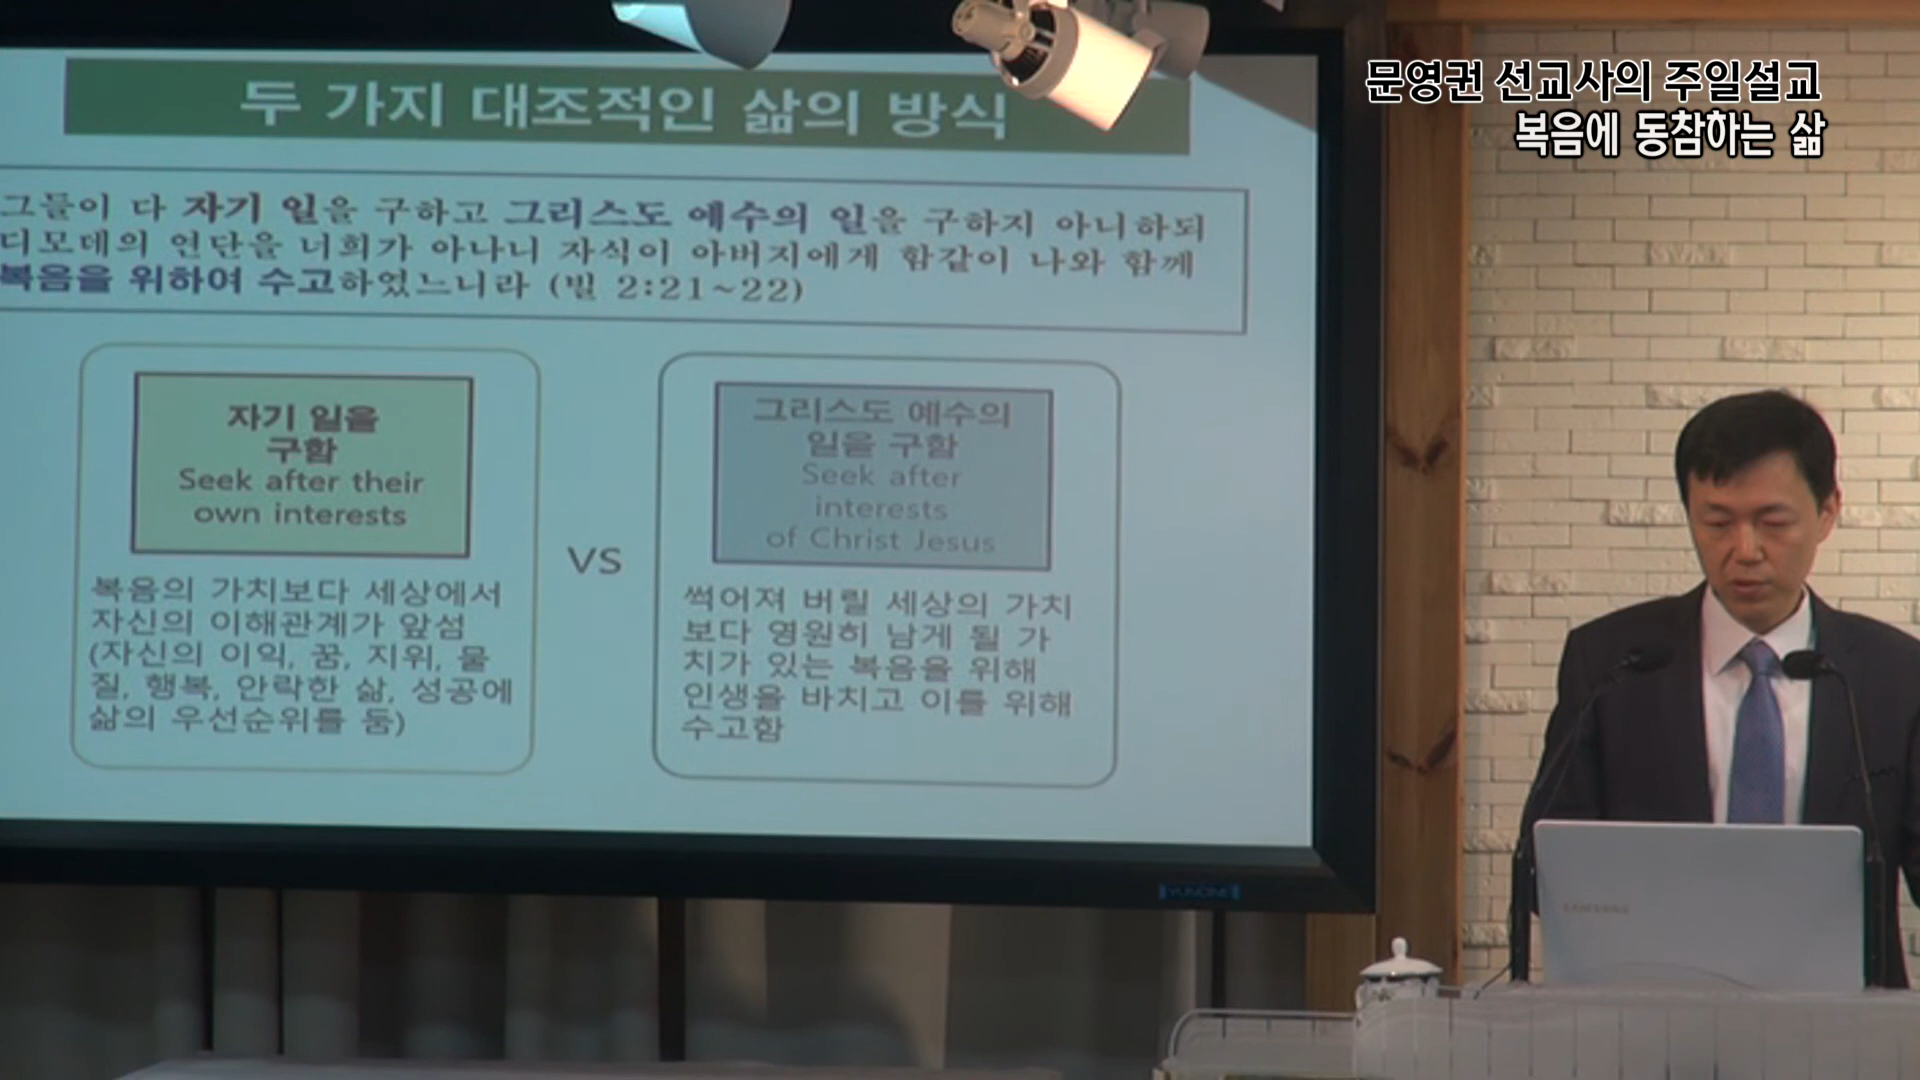 문영권 선교사의 주일설교
복음에 동참하는 삶
두 가지 대조적인 삶의 방식
그들이 다 자기 일을 구하고 그리스도 예수의 일을 구하지 아니하되
디모데의 연단을 너희가 아나니 자식이 아버지에게 함같이 나와 함께
복음을 위하여 수고하였느니라 (빌 2:21~22)
자기 일을
구함
Seek after their
own interests
복음의 가치보다 세상에서
자신의 이해관계가 앞섬
(자신의 이익, 꿈, 지위, 물
질, 행복, 안락한 삶, 성공에
삶의 우선순위를 둠)
VS
그리스도 예수의
일을 구함
Seek after
interests
of Christ Jesus
썩어져 버릴 세상의 가치
보다 영원히 남게 될 가
치가 있는 복음을 위해
인생을 바치고 이를 위해
수고함
SAMSUNG